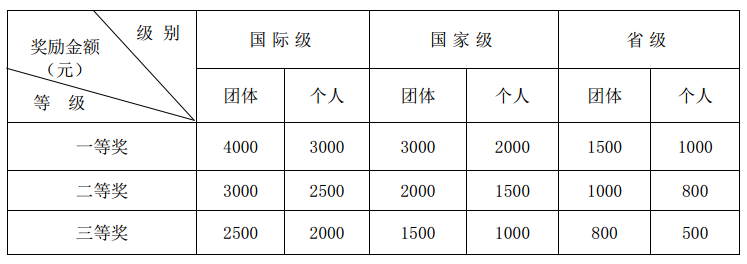 级 别
奖励金额
（元）
等 级
国 际 级 国 家 级 省 级
团体 个人 团体 个人 团体 个人
一等奖 4000 3000 3000 2000 1500 1000
二等奖 3000 2500 2000 1500 1000 800
三等奖 2500 2000 1500 1000 800 500